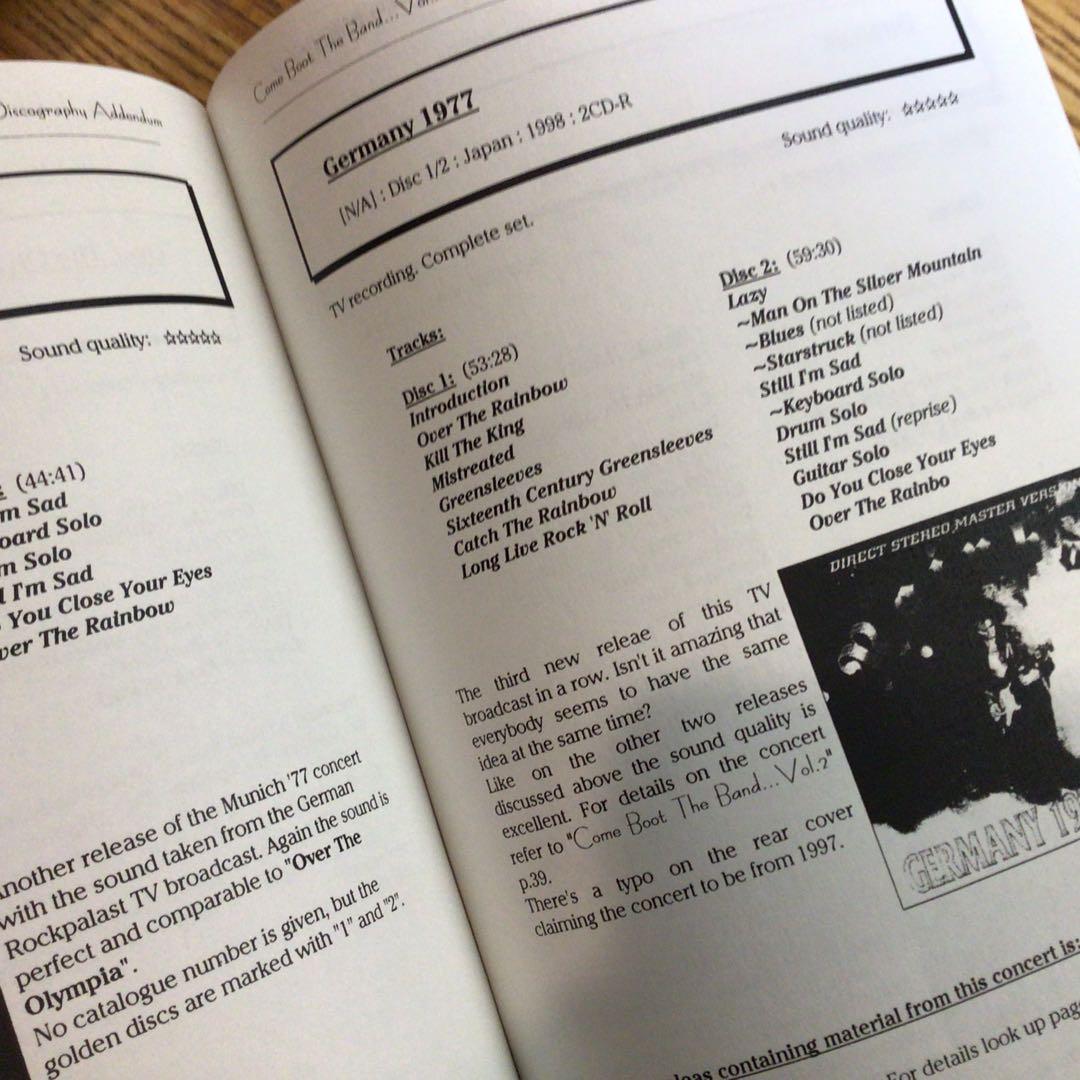 Discography Addendum
Sound quality: ☆☆☆☆☆
(44:41)
I'm Sad
Solo
Solo
I'm Sad
You Close Your Eyes
Over The Rainbow
Another release of the Munich '77 concert
with the sound taken from the German
Rockpalast TV broadcast. Again the sound is
perfect and comparable to "Over The
Olympia".
No catalogue number is given, but the
golden discs are marked with "1" and "2".
Come Boot The Band...
Germany 1977
[N/A] : Disc 1/2 : Japan : 1998 : 2CD-R
Sound quality: ☆☆☆☆☆
TV recording. Complete set.
Tracks:
Disc 1: (53:28)
Introduction
Over The Rainbow
Kill The King
Mistreated
Greensleeves
Sixteenth Century Greensleeves
Catch The Rainbow
Long Live Rock 'N' Roll
Disc 2: (59:30)
Lazy
~Man On The Silver Mountain
~Blues (not listed)
~Starstruck (not listed)
Still I'm Sad
~Keyboard Solo
Drum Solo
Still I'm Sad (reprise)
Guitar Solo
Do You Close Your Eyes
Over The Rainbo
The third new releae of this TV
broadcast in a row. Isn't it amazing that
everybody seems to have the same
idea at the same time?
Like on the other two releases
discussed above the sound quality is
excellent. For details on the concert
refer to "Come Boot The Band...Vol.2"
p.39.
There's a typo on the rear cover
claiming the concert to be from 1997.
DIRECT STEREO MASTER
GERMANY
containing material from this concert is:
For details look up